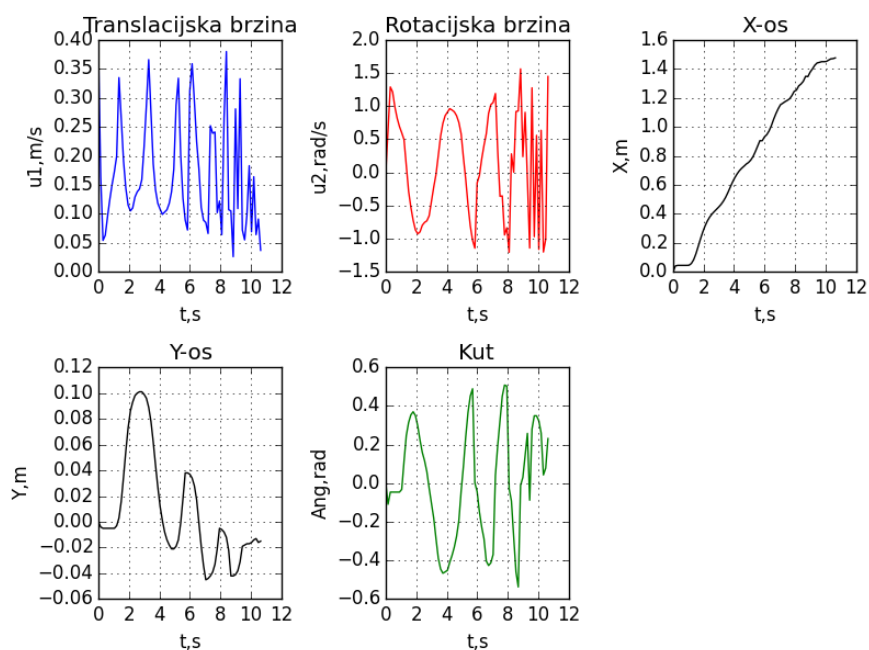 Translacijska brzina
0.40
0.35
0.30
0.25
0.20
0.15
0.10
0.05
0.00
u1,m/s
0 2 4 6 8 10 12
t,s
Rotacijska brzina
2.0
1.5
1.0
0.5
0.0
−0.5
−1.0
−1.5
u2,rad/s
0 2 4 6 8 10 12
t,s
X-os
1.6
1.4
1.2
1.0
0.8
0.6
0.4
0.2
0.0
X,m
0 2 4 6 8 10 12
t,s
Y-os
0.12
0.10
0.08
0.06
0.04
0.02
0.00
−0.02
−0.04
−0.06
Y,m
0 2 4 6 8 10 12
t,s
Kut
0.6
0.4
0.2
0.0
−0.2
−0.4
−0.6
Ang,rad
0 2 4 6 8 10 12
t,s